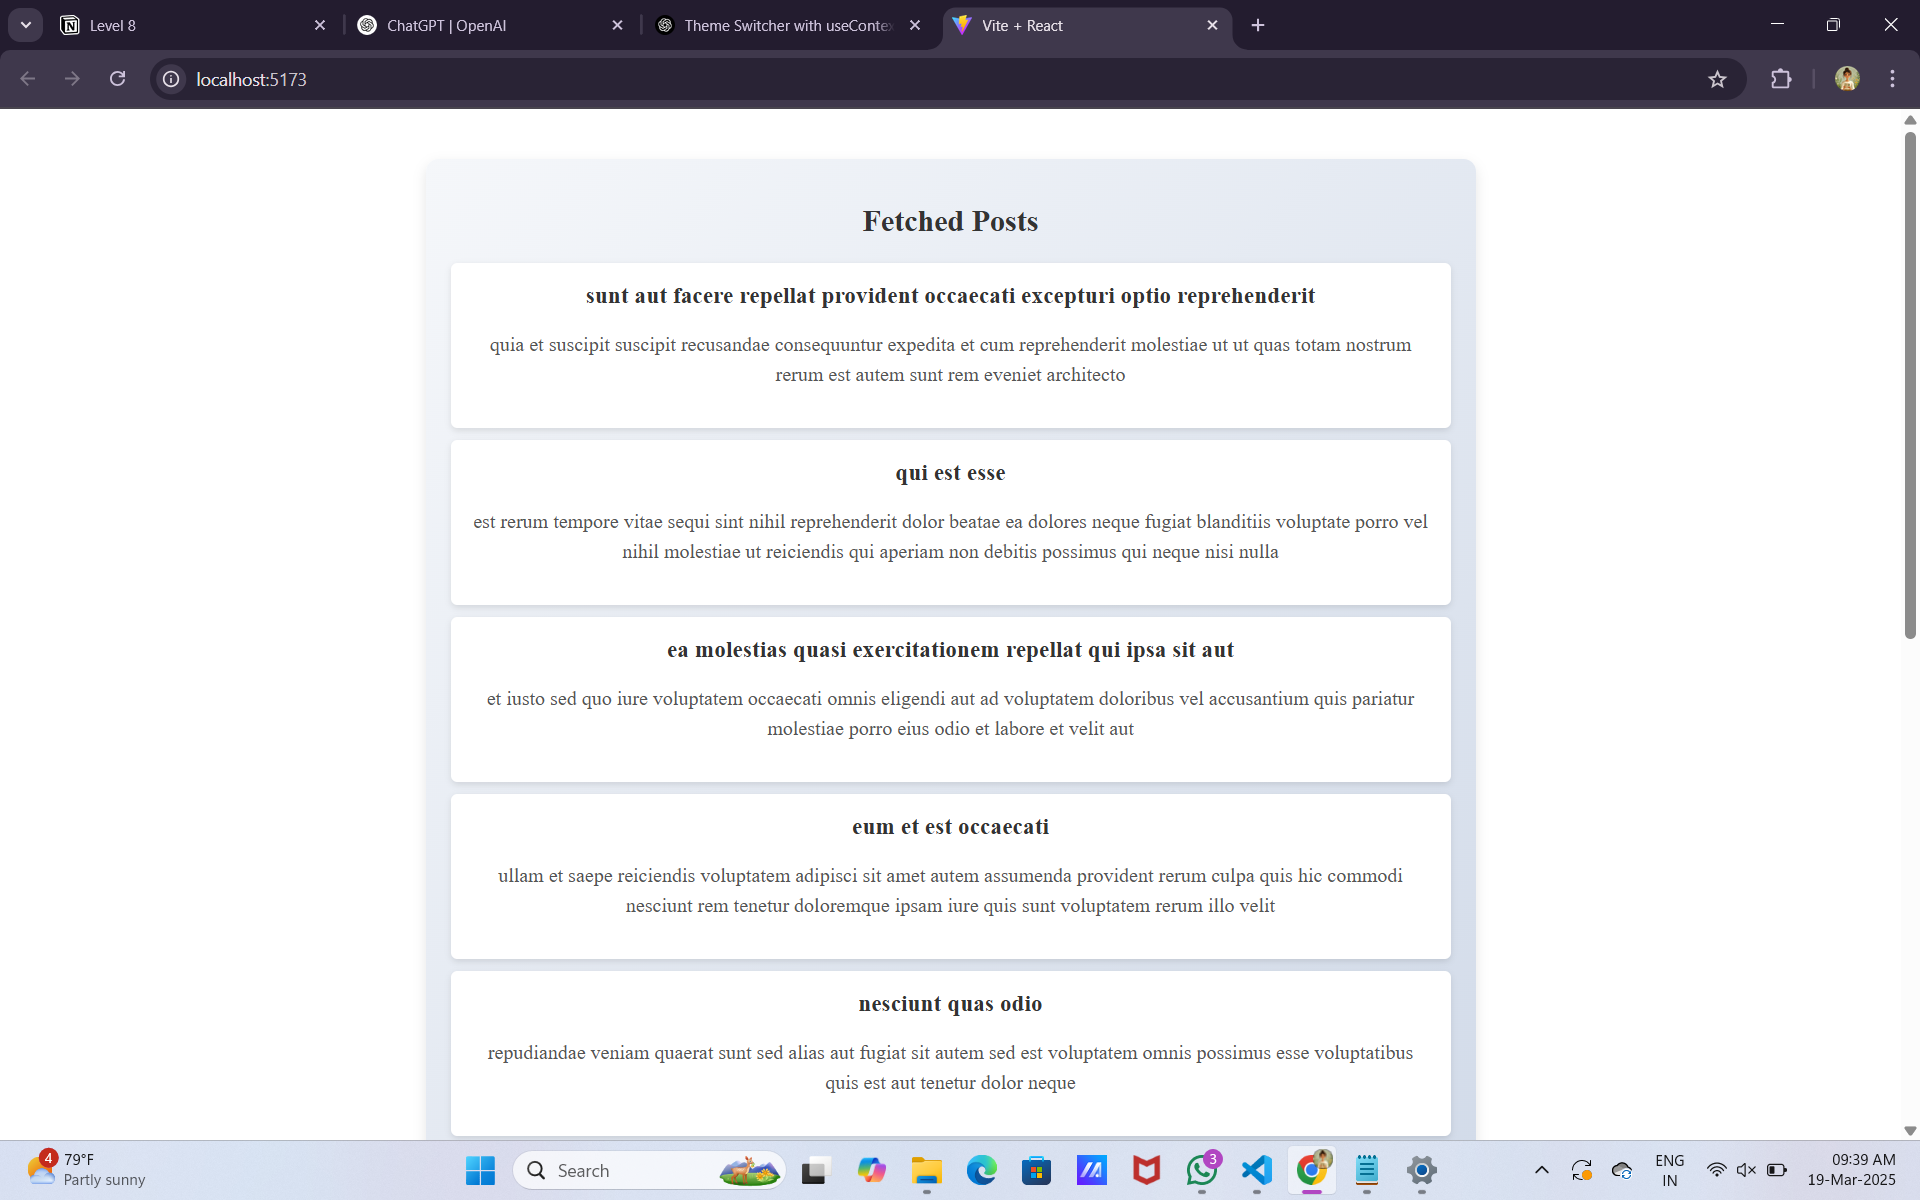 Level 8
ChatGPT | OpenAI
Theme Switcher with useContex
Vite + React
localhost:5173
Fetched Posts
sunt aut facere repellat provident occaecati excepturi optio reprehenderit
quia et suscipit suscipit recusandae consequuntur expedita et cum reprehenderit molestiae ut ut quas totam nostrum
rerum est autem sunt rem eveniet architecto
qui est esse
est rerum tempore vitae sequi sint nihil reprehenderit dolor beatae ea dolores neque fugiat blanditiis voluptate porro vel
nihil molestiae ut reiciendis qui aperiam non debitis possimus qui neque nisi nulla
ea molestias quasi exercitationem repellat qui ipsa sit aut
et iusto sed quo iure voluptatem occaecati omnis eligendi aut ad voluptatem doloribus vel accusantium quis pariatur
molestiae porro eius odio et labore et velit aut
eum et est occaecati
ullam et saepe reiciendis voluptatem adipisci sit amet autem assumenda provident rerum culpa quis hic commodi
nesciunt rem tenetur doloremque ipsam iure quis sunt voluptatem rerum illo velit
nesciunt quas odio
repudiandae veniam quaerat sunt sed alias aut fugiat sit autem sed est voluptatem omnis possimus esse voluptatibus
quis est aut tenetur dolor neque
4
79°F
Partly sunny
Search
3
ENG
IN
09:39 AM
19-Mar-2025